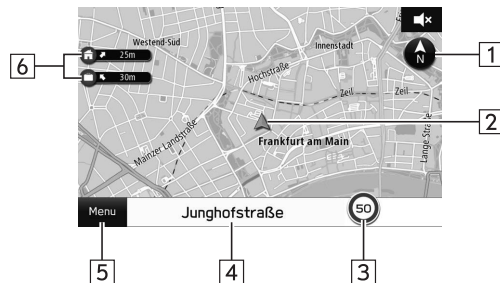 Westend-Süd
Innenstadt
1
6
25m
30m
N
Hochstraße
Zeil
Zeil
2
Mainzer Landstraße
Frankfurt am Main
Lange Straße
Menu
Junghofstraße
50
5
4
3